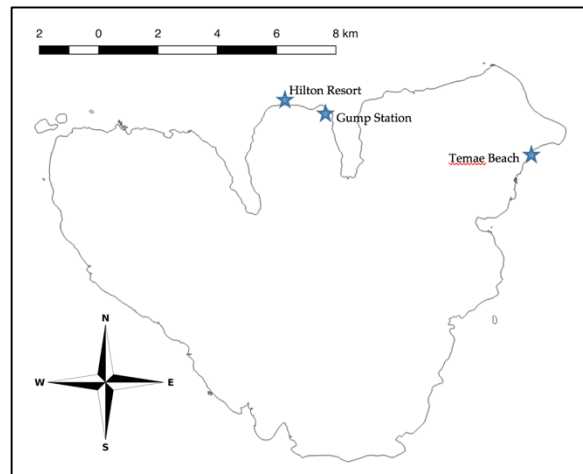 2 0 2 4 6 8 km
Hilton Resort
Gump Station
Temae Beach
N
W E
S